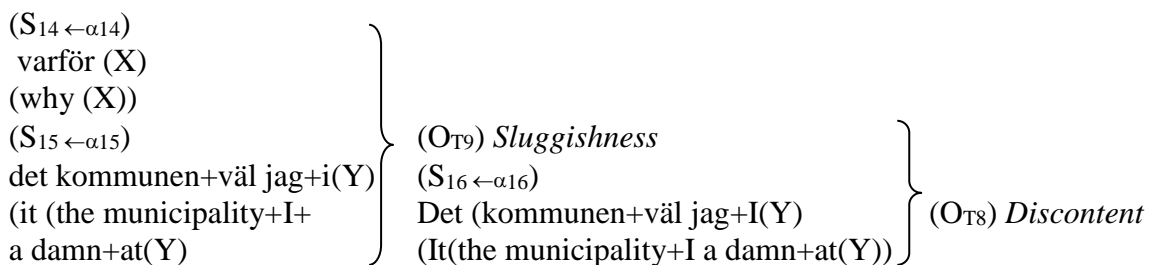 (S14 ←α14)
varför (X)
(why (X))
(S15 ←α15) (OT9) Sluggishness
det kommunen+väl jag+i(Y) (S16 ←α16)
(it (the municipality+I+ Det (kommunen+väl jag+I(Y) (OT8) Discontent
a damn+at(Y) (It(the municipality+I a damn+at(Y))